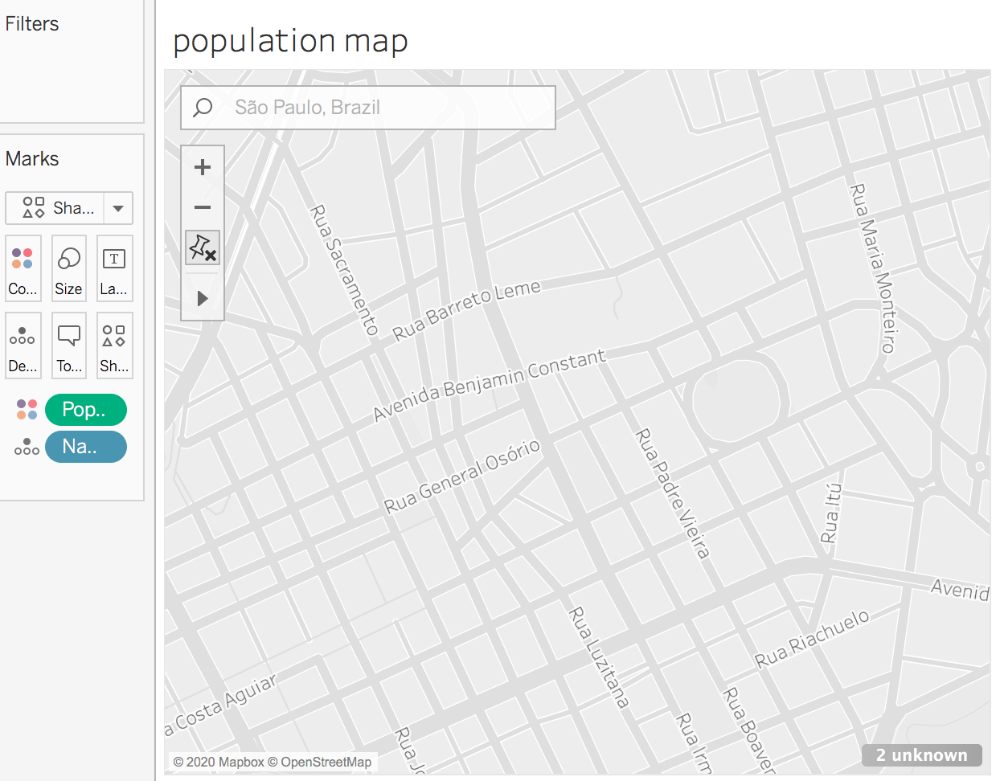 Filters
population map
São Paulo, Brazil
Marks
Sha...
Co...
Size
T
La...
De...
To...
Sh...
Pop..
Na..
Rua Sacramento
Rua Barreto Leme
Rua Maria Monteiro
Avenida Benjamin Constant
Rua General Osório
Rua Padre Vieira
Rua Itú
Avenid
Rua Luzitana
Rua Riachuelo
a Costa Aguiar
Rua Jo
Rua Irm
Rua Boaven
© 2020 Mapbox © OpenStreetMap
2 unknown